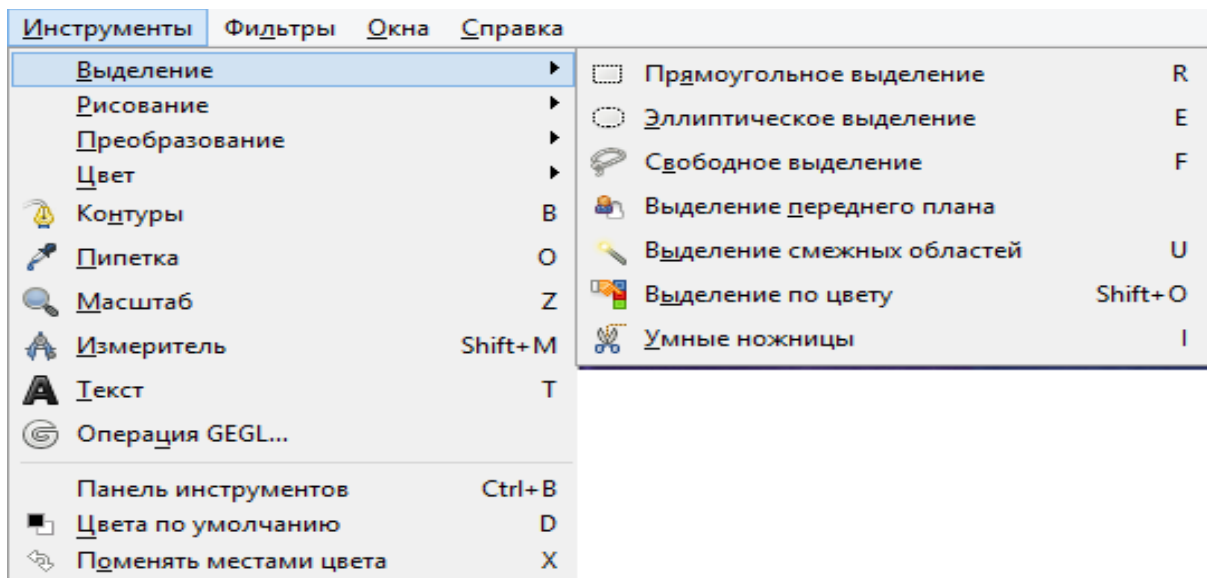 Инструменты Фильтры Окна Справка
Выделение
Рисование
Преобразование
Цвет
Контуры B
Пипетка O
Масштаб Z
Измеритель Shift+M
Текст T
Операция GEGL...
Панель инструментов Ctrl+B
Цвета по умолчанию D
Поменять местами цвета X
Прямоугольное выделение R
Эллиптическое выделение E
Свободное выделение F
Выделение переднего плана
Выделение смежных областей U
Выделение по цвету Shift+O
Умные ножницы I